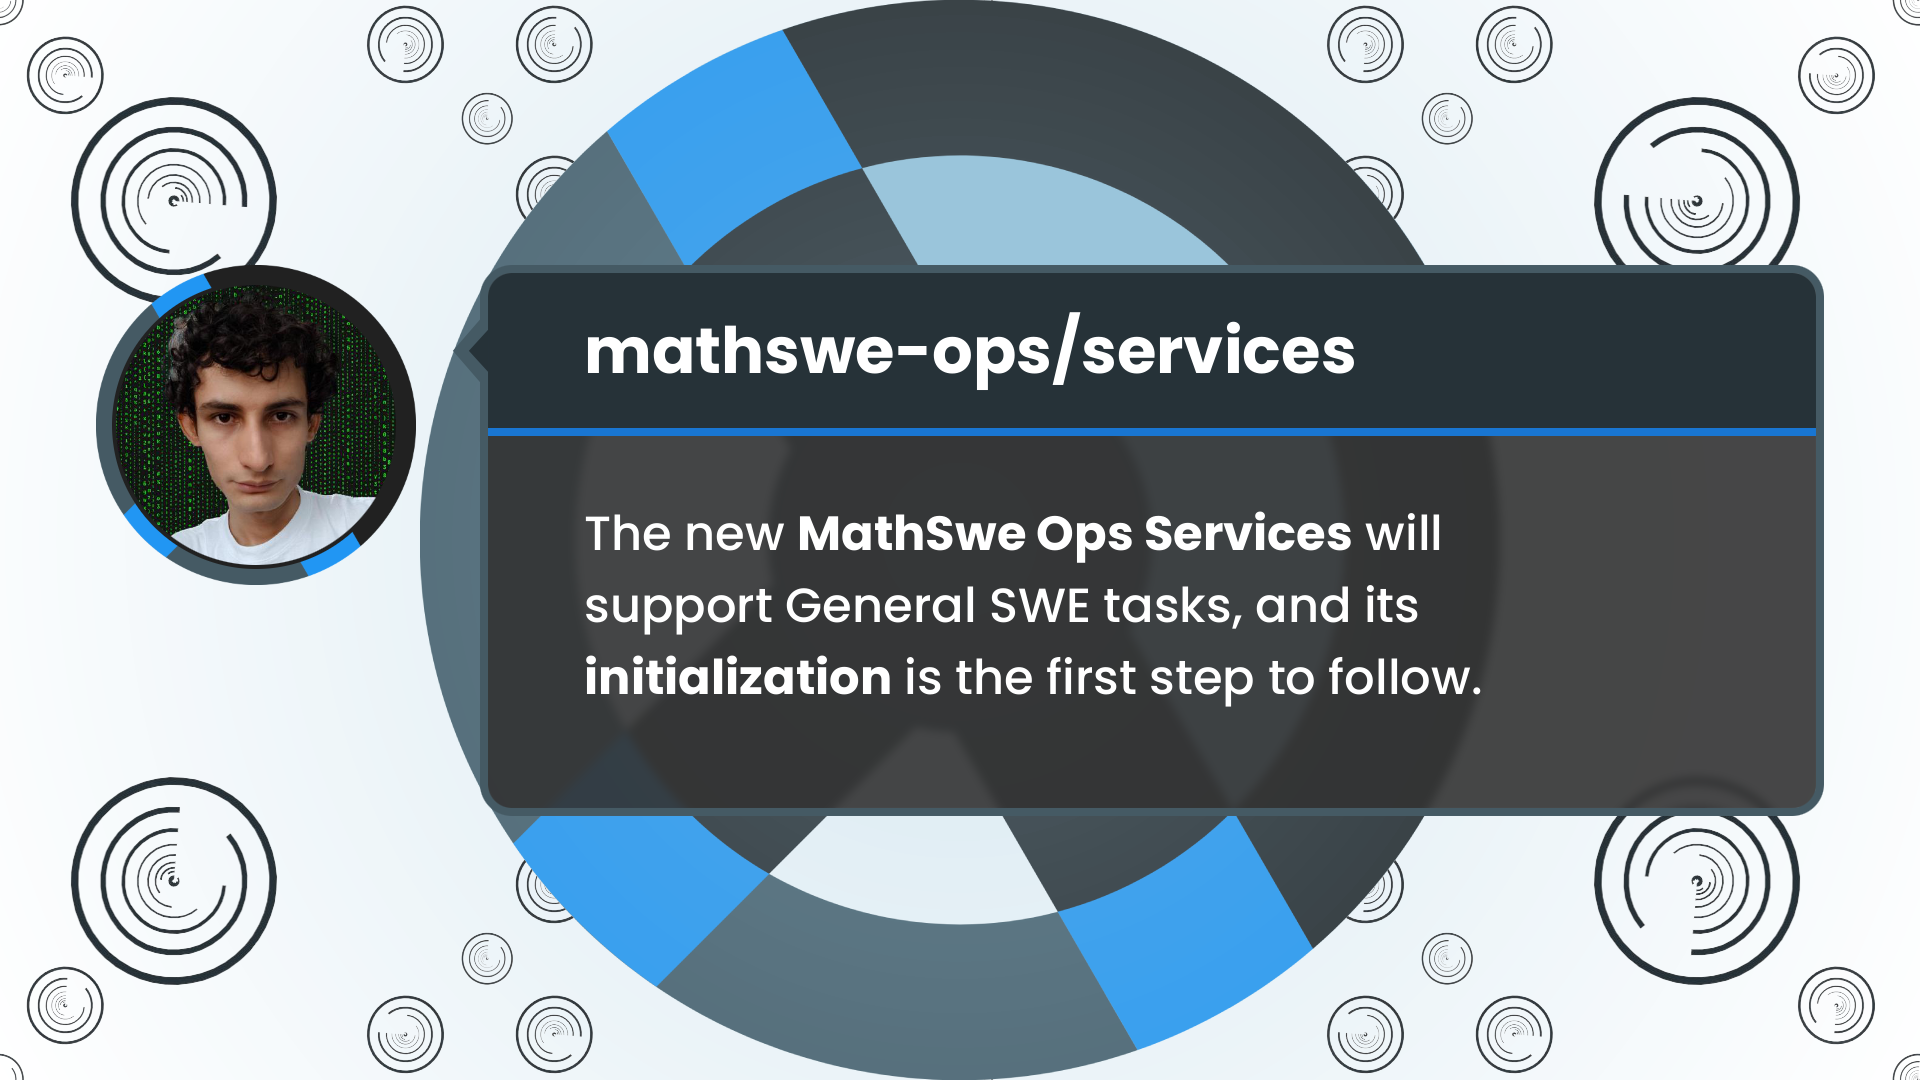 mathswe-ops/services
The new MathSwe Ops Services will
support General SWE tasks, and its
initialization is the first step to follow.